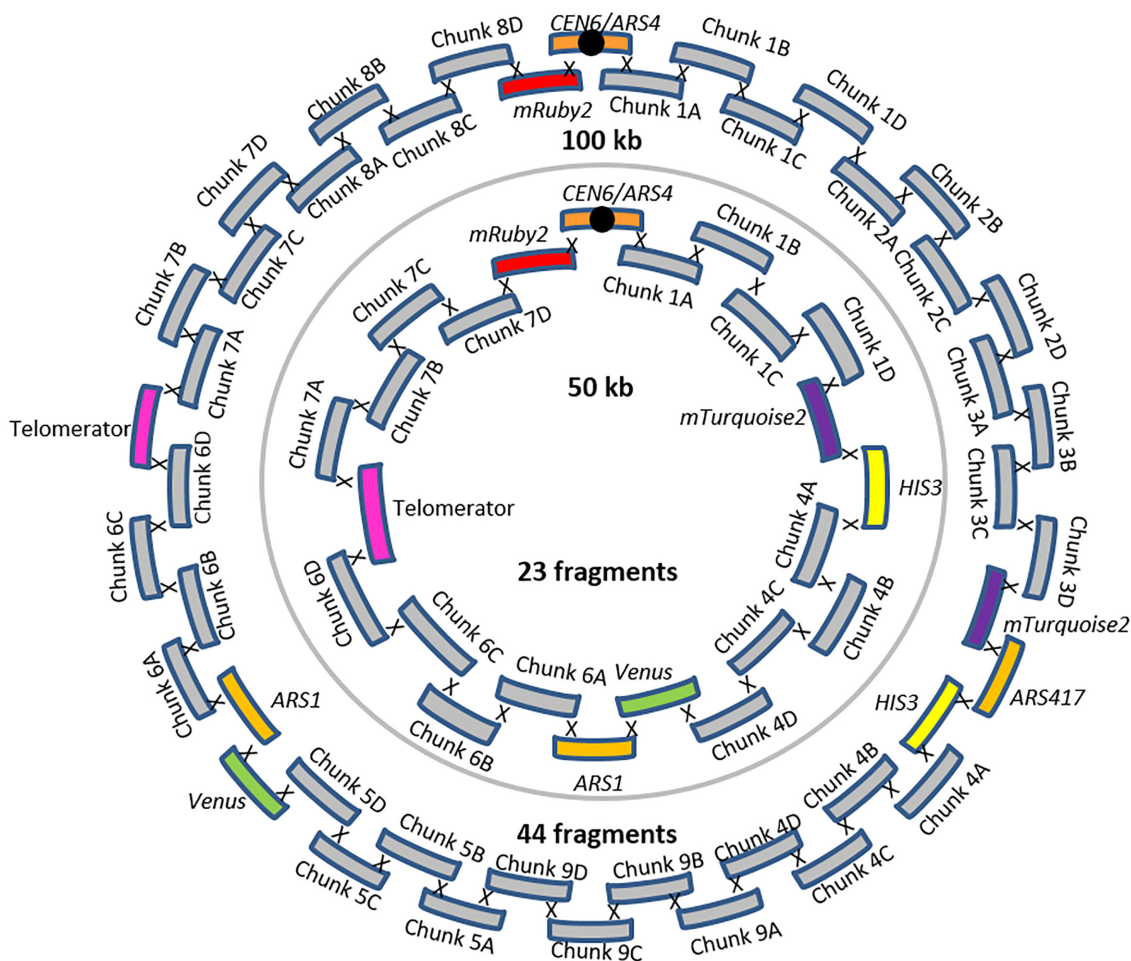 CEN6/ARS4
Chunk 1A
Chunk 1B
Chunk 1C
Chunk 1D
Chunk 2A
Chunk 2B
Chunk 2C
Chunk 2D
Chunk 3A
Chunk 3B
Chunk 3C
Chunk 3D
mTurquoise2
ARS417
HIS3
Chunk 4A
Chunk 4B
Chunk 4C
Chunk 4D
Chunk 9A
Chunk 9B
Chunk 9C
Chunk 9D
Chunk 5A
Chunk 5B
Chunk 5C
Chunk 5D
Venus
ARS1
Chunk 6A
Chunk 6B
Chunk 6C
Chunk 6D
Telomerator
Chunk 7A
Chunk 7B
Chunk 7C
Chunk 7D
Chunk 8A
Chunk 8B
Chunk 8C
Chunk 8D
mRuby2
100 kb
44 fragments
CEN6/ARS4
Chunk 1A
Chunk 1B
Chunk 1C
Chunk 1D
mTurquoise2
HIS3
Chunk 4A
Chunk 4B
Chunk 4C
Chunk 4D
Venus
ARS1
Chunk 6A
Chunk 6B
Chunk 6C
Chunk 6D
Telomerator
Chunk 7A
Chunk 7B
Chunk 7C
Chunk 7D
mRuby2
50 kb
23 fragments